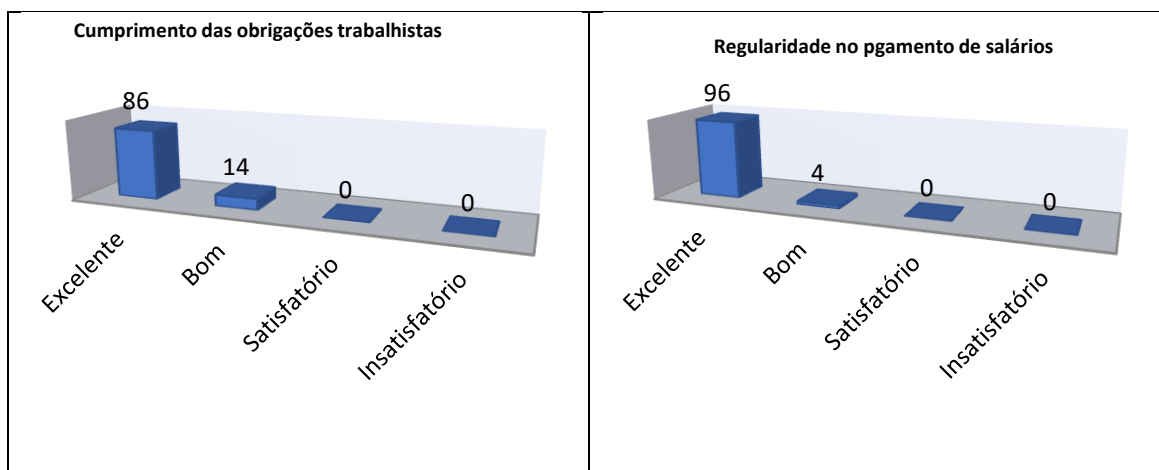 Cumprimento das obrigações trabalhistas
86
14
0
0
Excelente
Bom
Satisfatório
Insatisfatório
Regularidade no pgamento de salários
96
4
0
0
Excelente
Bom
Satisfatório
Insatisfatório